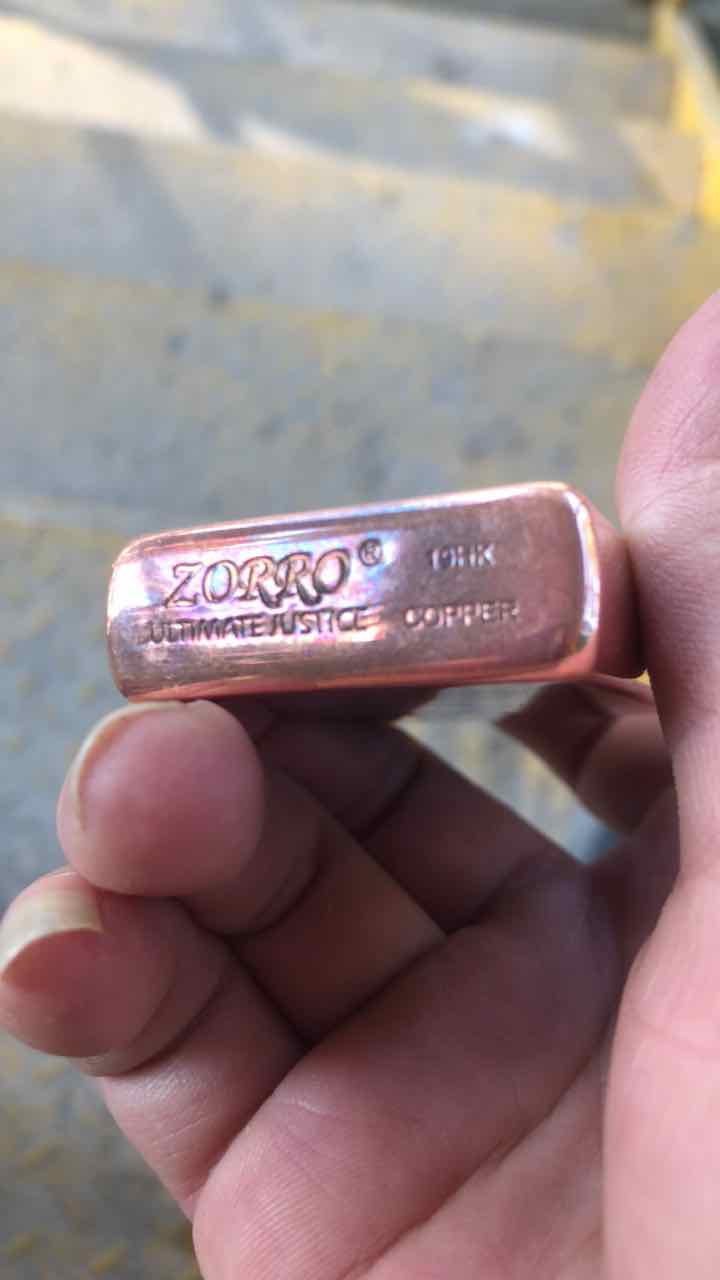 ZORRO®
ULTIMATE JUSTICE
19HK
COPPER